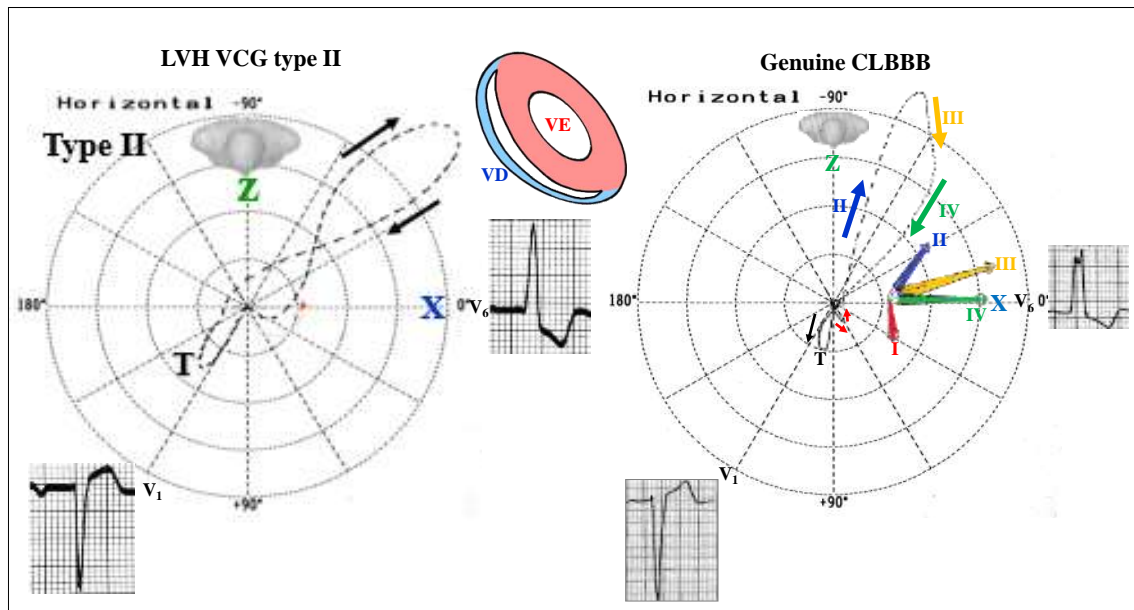 LVH VCG type II
Genuine CLBBB
Horizontal -90°
Type II
Z
X
180°
0°
T
+90°
V1
V6
VE
VD
Horizontal -90°
III
Z
II
IV
II
III
180°
X
V6
0°
IV
I
T
V1
+90°